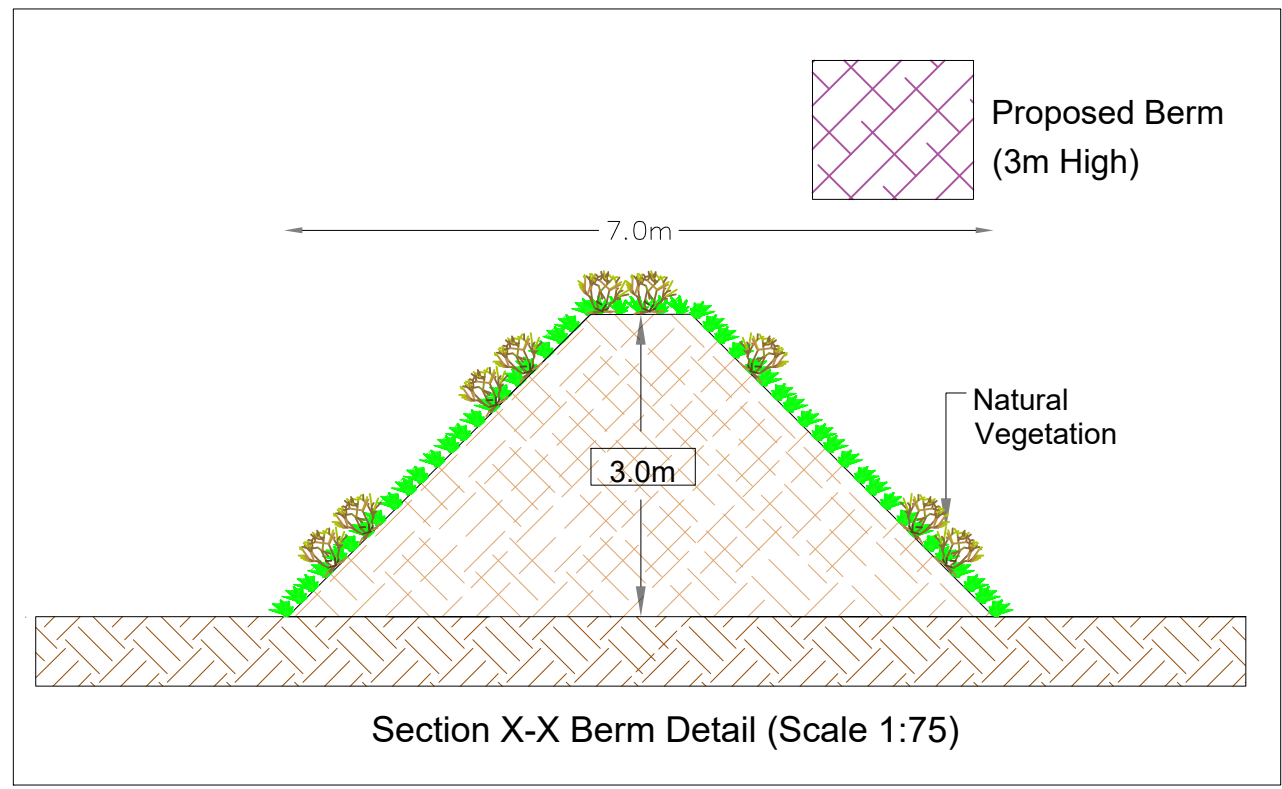 Proposed Berm
(3m High)
7.0m
Natural
Vegetation
3.0m
Section X-X Berm Detail (Scale 1:75)